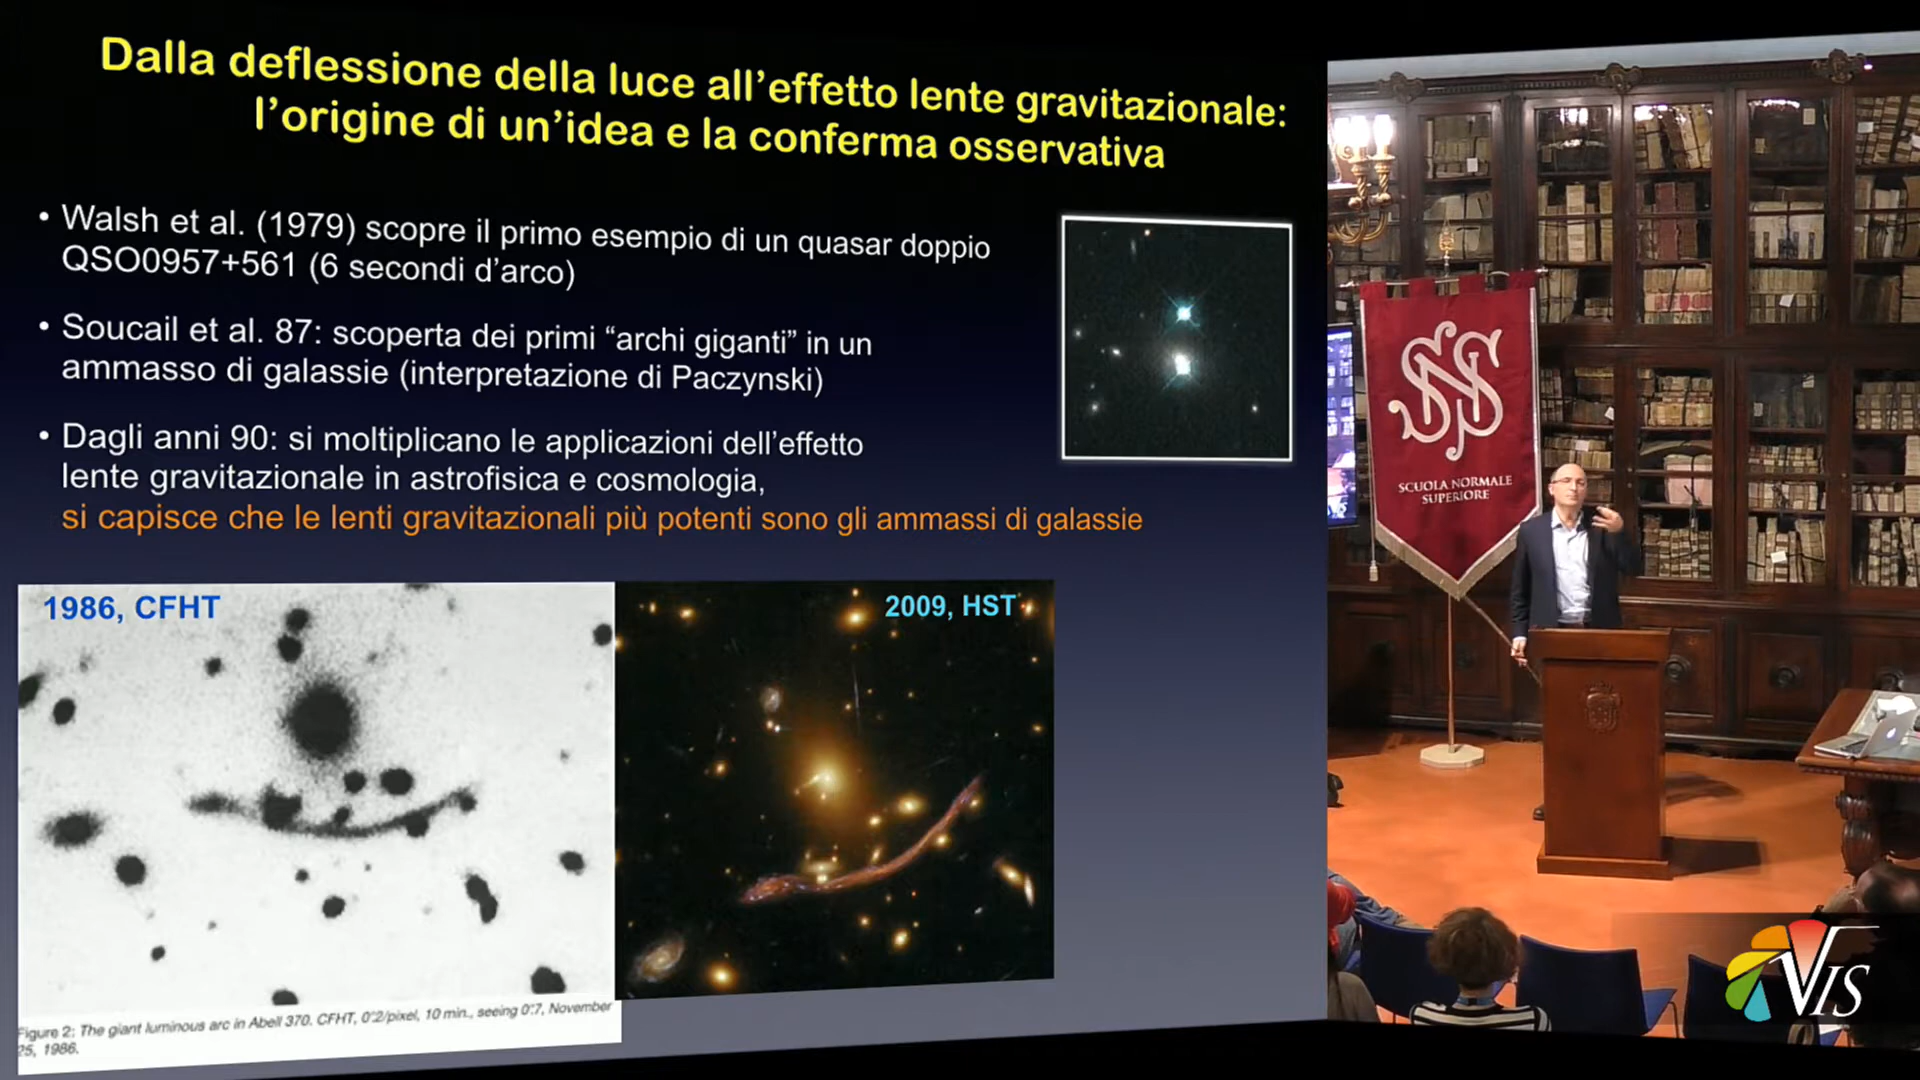 Dalla deflessione della luce all'effetto lente gravitazionale:
l'origine di un'idea e la conferma osservativa
• Walsh et al. (1979) scopre il primo esempio di un quasar doppio
QSO0957+561 (6 secondi d'arco)
• Soucail et al. 87: scoperta dei primi “archi giganti” in un
ammasso di galassie (interpretazione di Paczynski)
• Dagli anni 90: si moltiplicano le applicazioni dell'effetto
lente gravitazionale in astrofisica e cosmologia,
si capisce che le lenti gravitazionali più potenti sono gli ammassi di galassie
1986, CFHT
2009, HST
Figure 2: The giant luminous arc in Abell 370. CFHT, 0"2/pixel, 10 min., seeing 0"7, November
25, 1986.
SNS
SCUOLA NORMALE
SUPERIORE
VIS